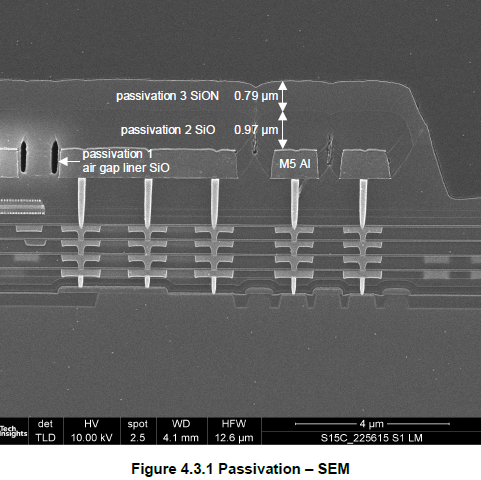 passivation 3 SiON 0.79 µm
passivation 2 SiO 0.97 µm
passivation 1
air gap liner SiO
M5 Al
Tech
Insights
det HV spot WD HFW 4 µm
TLD 10.00 kV 2.5 4.1 mm 12.6 µm S15C_225615 S1 LM
Figure 4.3.1 Passivation – SEM